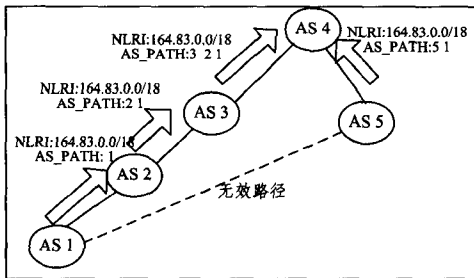 AS 4
NLRI:164.83.0.0/18
AS_PATH:3 2 1
NLRI:164.83.0.0/18
AS_PATH:5 1
NLRI:164.83.0.0/18
AS_PATH:2 1
AS 3
AS 5
NLRI:164.83.0.0/18
AS_PATH: 1
AS 2
无效路径
AS 1